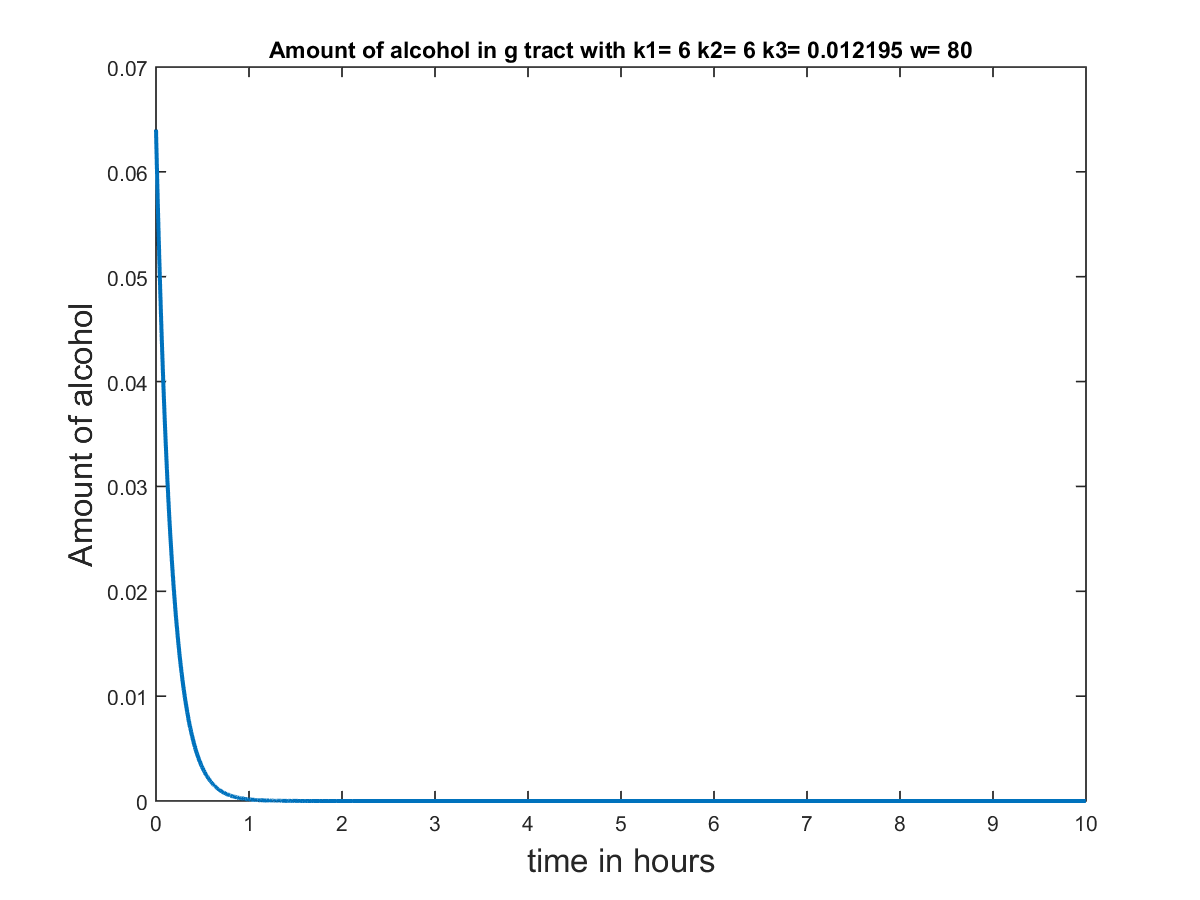 Amount of alcohol in g tract with k1= 6 k2= 6 k3= 0.012195 w= 80
0.07
0.06
0.05
0.04
0.03
0.02
0.01
0
Amount of alcohol
0 1 2 3 4 5 6 7 8 9 10
time in hours